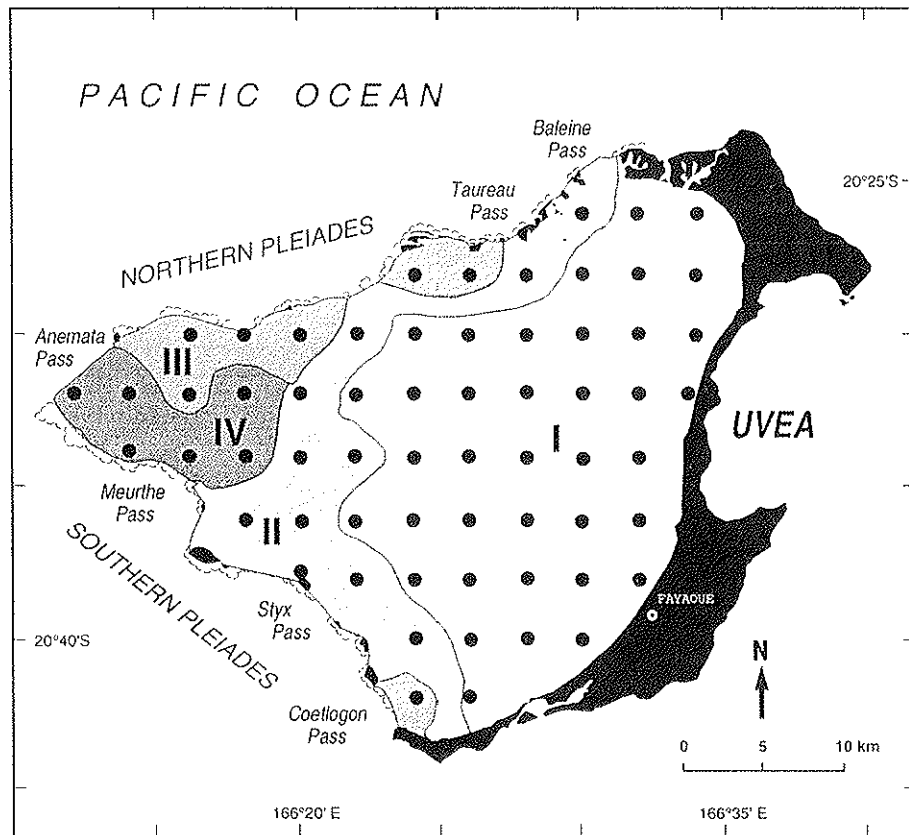 PACIFIC OCEAN
Baleine
Pass
20°25'S
Taureau
Pass
NORTHERN PLEIADES
Anemata
Pass
III
IV
I
UVEA
Meurthe
Pass
II
SOUTHERN PLEIADES
Styx
Pass
FAYAOUE
20°40'S
N
Coetlogon
Pass
0 5 10 km
166°20' E
166°35' E